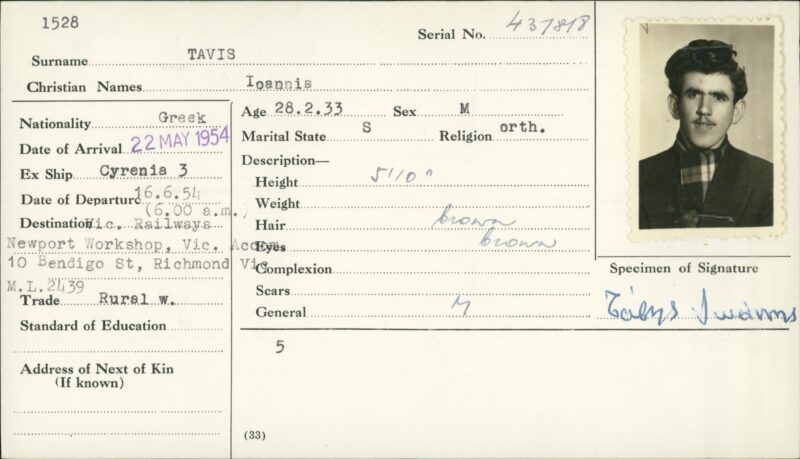 1528
Serial No. 437818
Surname TAVIS
Christian Names Ioannis
Nationality Greek
Date of Arrival 22 MAY 1954
Ex Ship Cyrenia 3
Date of Departure 16.6.54
(6.00 a.m.)
Destination Vic. Railways
Newport Workshop, Vic. Accom.
10 Bendigo St, Richmond Vic
M.L. 2439
Trade Rural w.
Standard of Education
Address of Next of Kin
(If known)
Age 28.2.33 Sex M
Marital State S Religion orth.
Description—
Height 5'10"
Weight
Hair brown
Eyes brown
Complexion
Scars
General M
5
(33)
Specimen of Signature